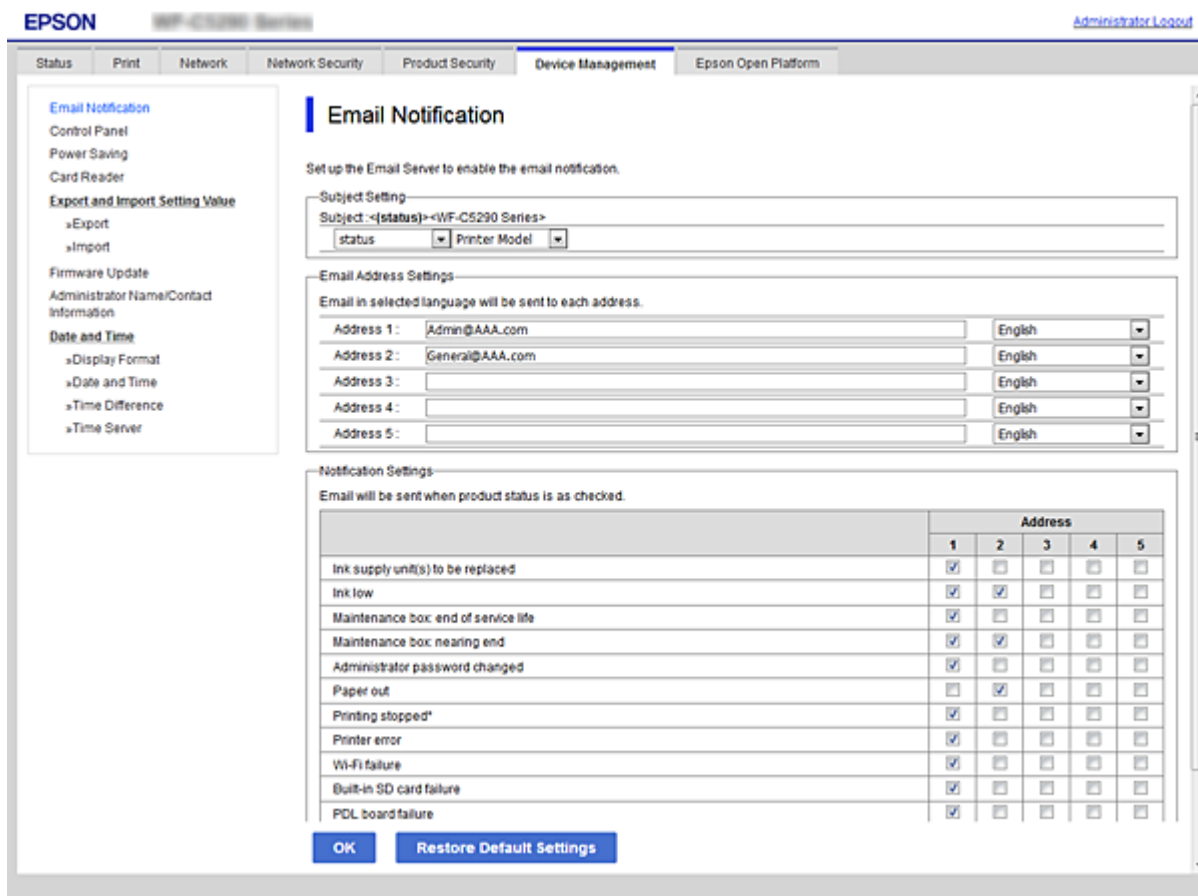 EPSON
Administrator Logout
Status Print Network Network Security Product Security Device Management Epson Open Platform
Email Notification
Control Panel
Power Saving
Card Reader
Export and Import Setting Value
»Export
»Import
Firmware Update
Administrator Name/Contact
Information
Date and Time
»Display Format
»Date and Time
»Time Difference
»Time Server
Email Notification
Set up the Email Server to enable the email notification.
Subject Setting
Subject :<(status)><WF-C5290 Series>
status Printer Model
Email Address Settings
Email in selected language will be sent to each address.
Address 1 : Admin@AAA.com English
Address 2 : General@AAA.com English
Address 3 : English
Address 4 : English
Address 5 : English
Notification Settings
Email will be sent when product status is as checked.
Address
1 2 3 4 5
Ink supply unit(s) to be replaced
Ink low
Maintenance box: end of service life
Maintenance box: nearing end
Administrator password changed
Paper out
Printing stopped*
Printer error
Wi-Fi failure
Built-in SD card failure
PDL board failure
OK Restore Default Settings